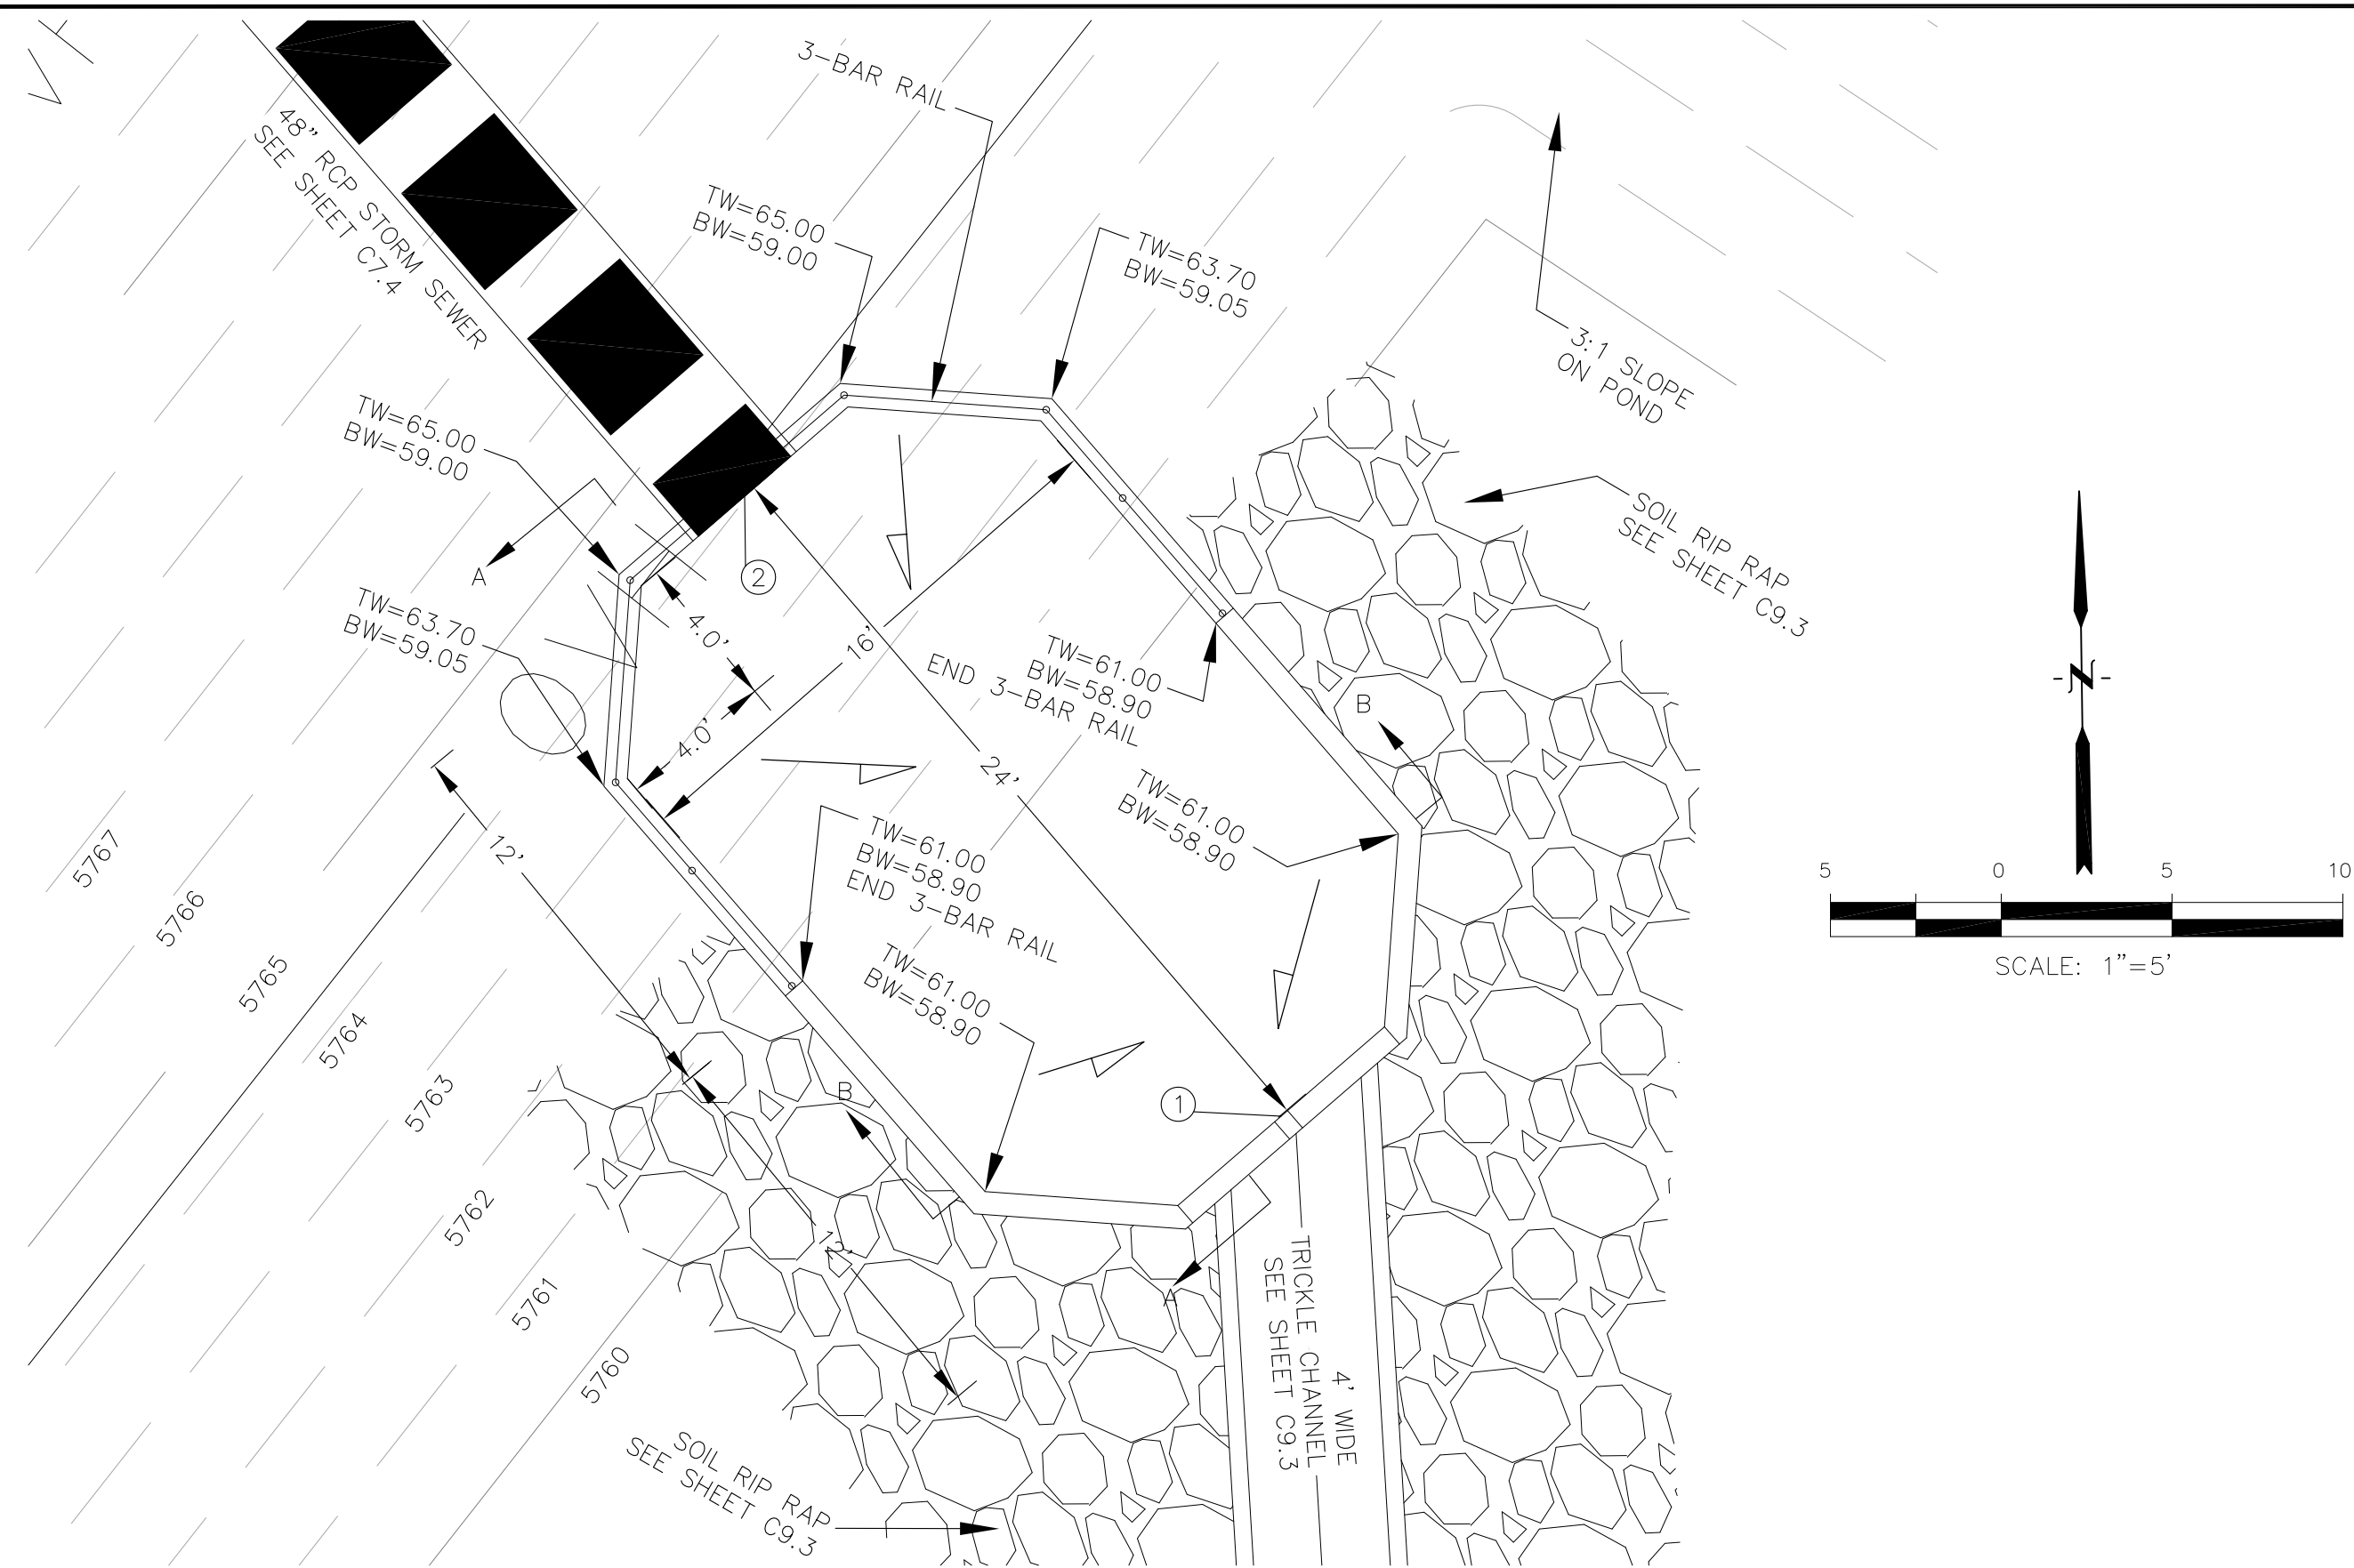 3-BAR RAIL
48" RCP STORM SEWER
SEE SHEET
C7.4
TW=65.00
BW=59.00
TW=63.70
BW=59.05
3:1 SLOPE
ON POND
TW=65.00
BW=59.00
A
2
SOIL RIP RAP
SEE SHEET C9.3
TW=63.70
BW=59.05
4.0'
16'
4.0'
TW=61.00
BW=58.90
END 3-BAR RAIL
B
N
24'
12'
TW=61.00
BW=58.90
TW=61.00
BW=58.90
END 3-BAR RAIL
5 0 5 10
SCALE: 1"=5'
TW=61.00
BW=58.90
5767
5766
5765
5764
5763
5762
5761
5760
B
1
12'
A
4' WIDE
TRICKLE CHANNEL
SEE SHEET C9.3
SOIL RIP RAP
SEE SHEET C9.3